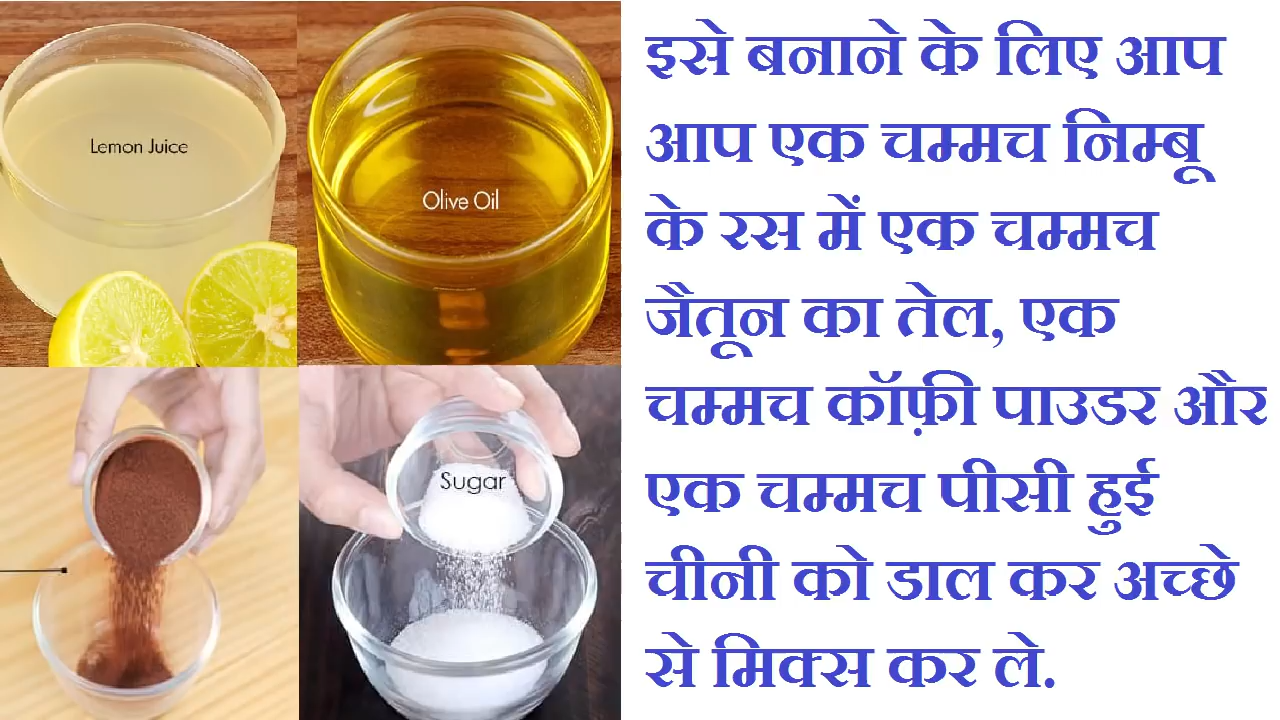 Lemon Juice
Olive Oil
Sugar
इसे बनाने के लिए आप
आप एक चम्मच निम्बू
के रस में एक चम्मच
जैतून का तेल, एक
चम्मच कॉफ़ी पाउडर और
एक चम्मच पीसी हुई
चीनी को डाल कर अच्छे
से मिक्स कर ले.